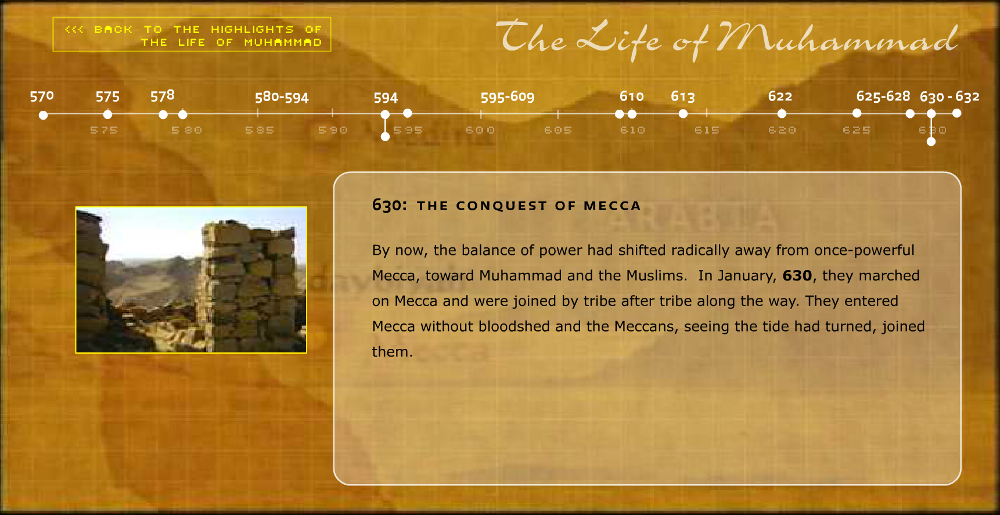 <<< BACK TO THE HIGHLIGHTS OF
THE LIFE OF MUHAMMAD
The Life of Muhammad
570 575 578 580-594 594 595-609 610 613 622 625-628 630 - 632
575 580 585 590 595 600 605 610 615 620 625 630
Medina
630: THE CONQUEST OF MECCA
ARABIA
By now, the balance of power had shifted radically away from once-powerful
Mecca, toward Muhammad and the Muslims.  In January, 630, they marched
on Mecca and were joined by tribe after tribe along the way. They entered
Mecca without bloodshed and the Meccans, seeing the tide had turned, joined
them.
Mecca